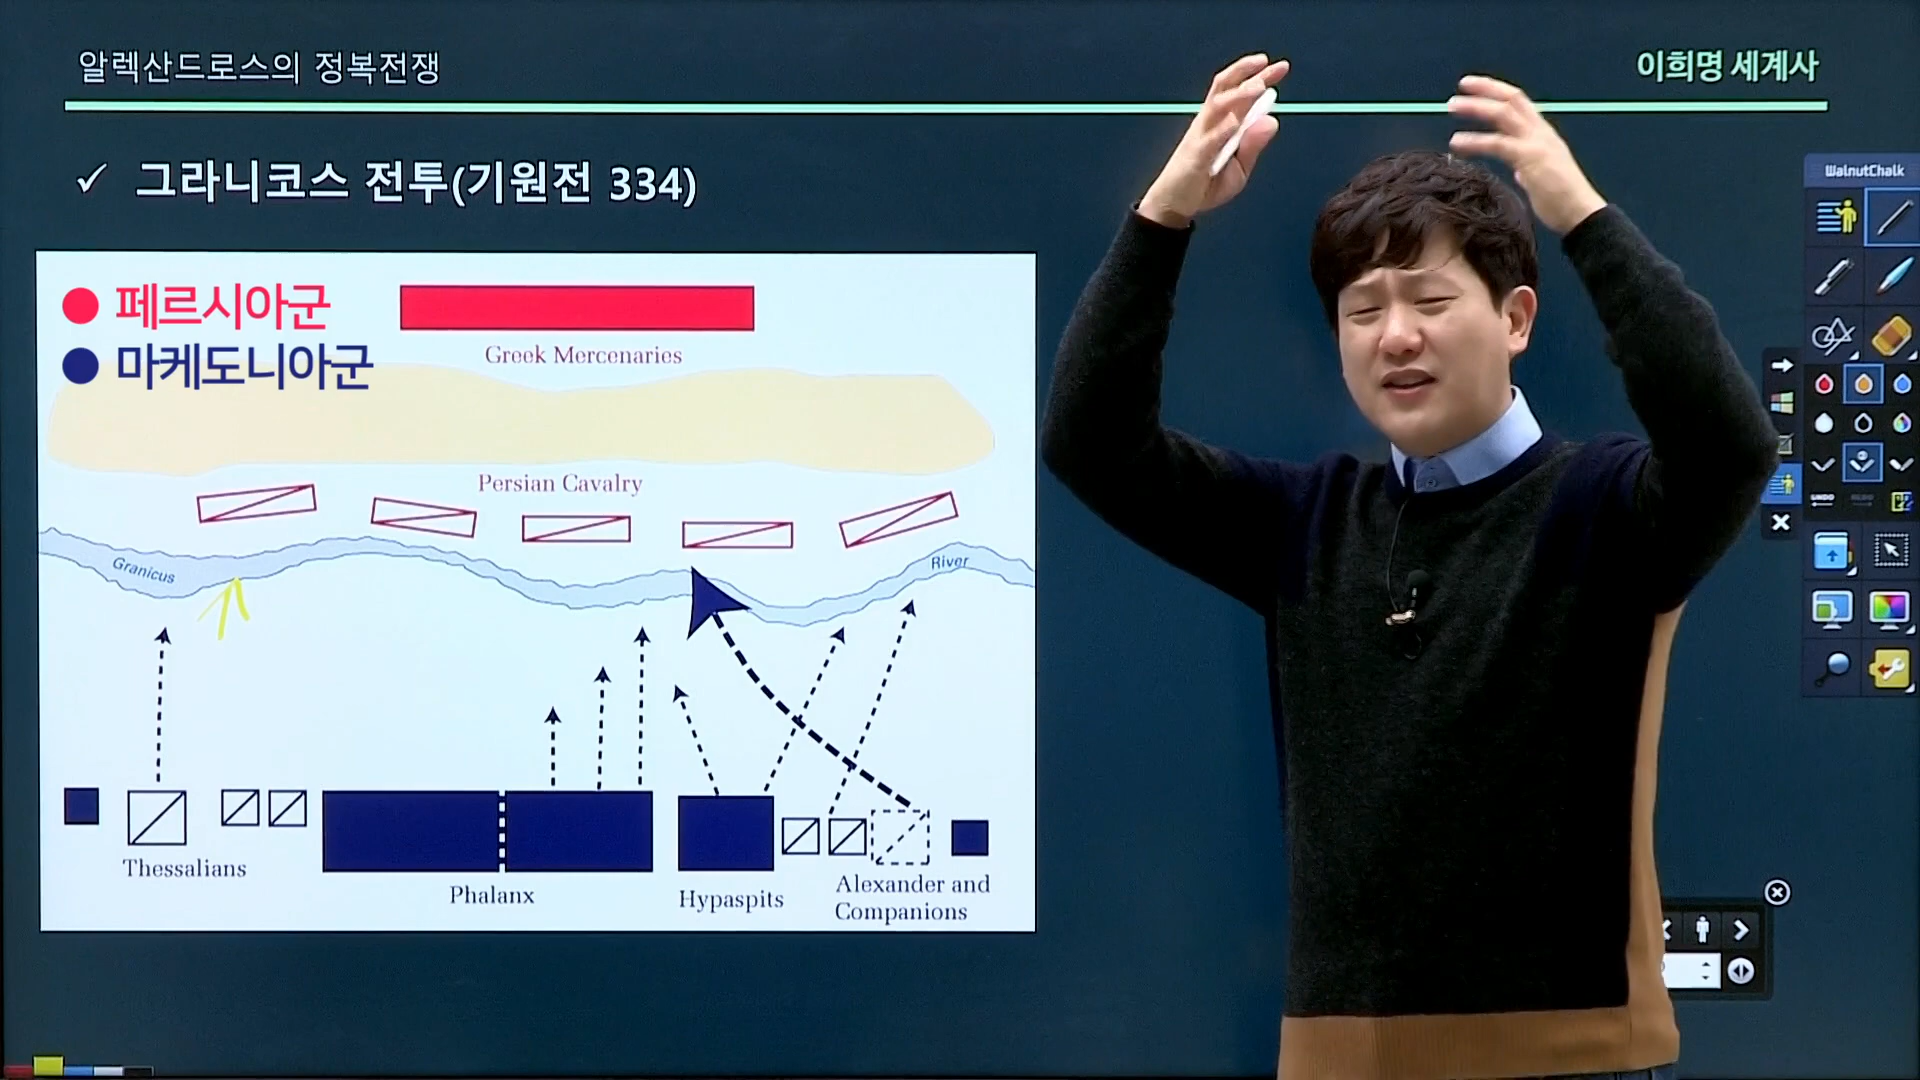 알렉산드로스의 정복전쟁
이희명 세계사
✓ 그라니코스 전투(기원전 334)
WalnutChalk
페르시아군
마케도니아군
Greek Mercenaries
Persian Cavalry
Granicus
River
UNDO
Thessalians
Phalanx
Hypaspits
Alexander and
Companions